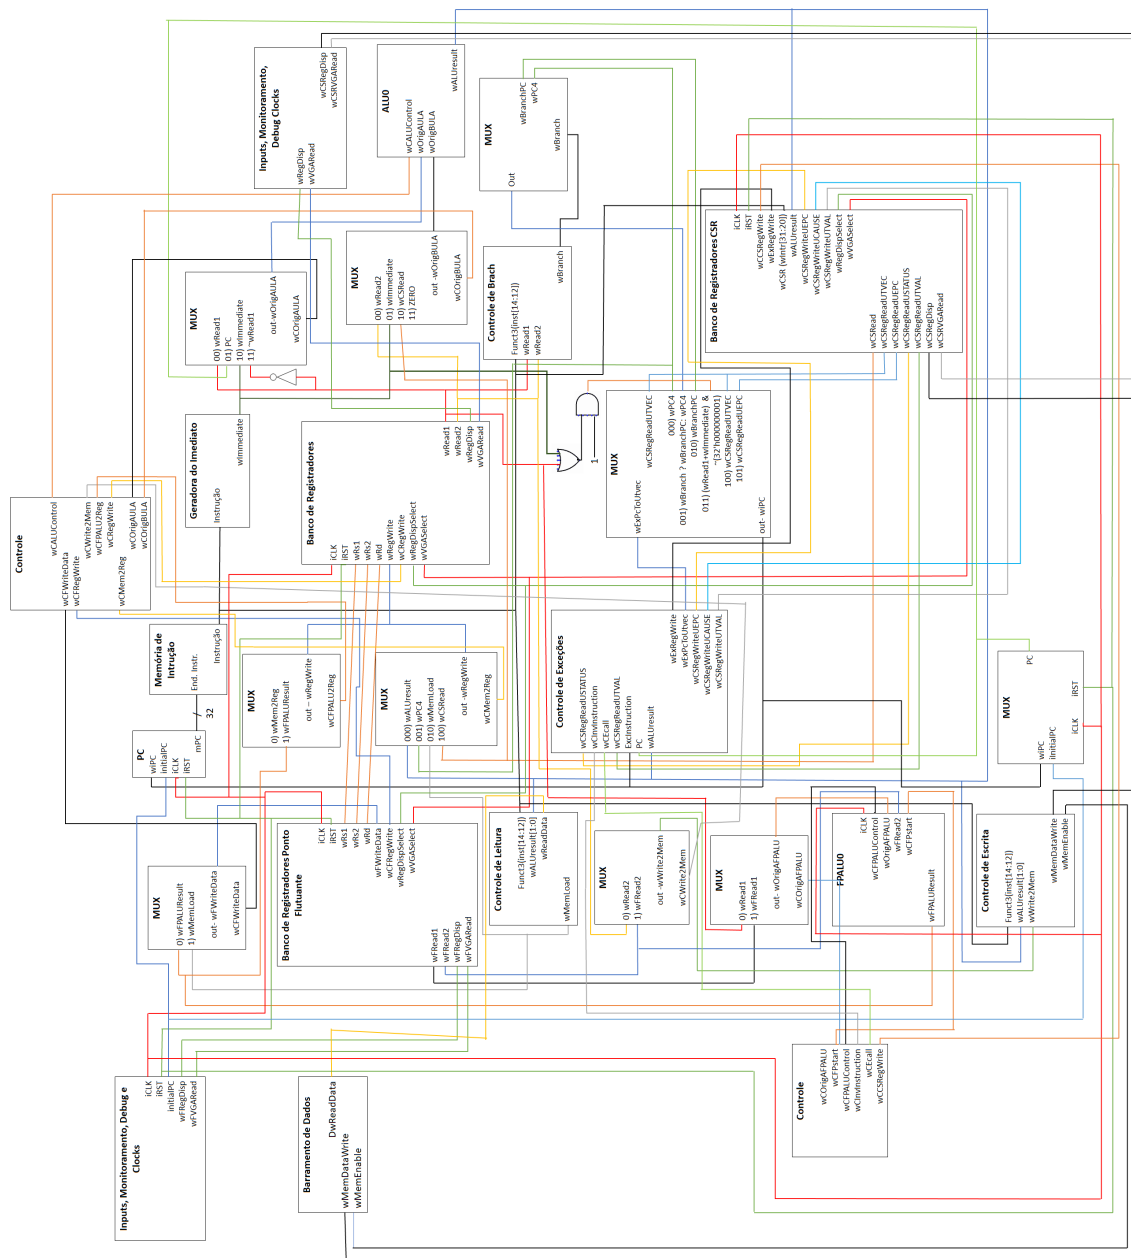 Inputs, Monitoramento, Debug e
Clocks
iCLK
iRST
initialPC
wFRegDisp
wFVGARead
Barramento de Dados
DwReadData
wMemDataWrite
wMemEnable
Controle
wCOrigAFPALU
wCFPstart
wCFPALUControl
wCInvInstruction
wCEcall
wCCSRegWrite
MUX
0) wFPALUResult
1) wMemLoad
out- wFWriteData
wCFWriteData
Banco de Registradores Ponto
Flutuante
iCLK
iRST
wRs1
wRs2
wRd
wFWriteData
wCFRegWrite
wRegDispSelect
wVGASelect
wFRead1
wFRead2
wFRegDisp
wFVGARead
Controle de Leitura
Funct3(inst[14:12])
wALUresult[1:0]
wReadData
wMemLoad
MUX
0) wRead2
1) wFRead2
out -wWrite2Mem
wCWrite2Mem
MUX
0) wRead1
1) wFRead1
out- wOrigAFPALU
wCOrigAFPALU
FPALU0
iCLK
wCFPALUControl
wOrigAFPALU
wFRead2
wCFPstart
wFPALUResult
Controle de Escrita
Funct3(inst[14:12])
wALUresult[1:0]
wWrite2Mem
wMemDataWrite
wMemEnable
PC
wiPC
initialPC
iCLK
iRST
mPC
32
Memória de
Intrução
End. Instr.
Instrução
MUX
0) wMem2Reg
1) wFPALUResult
out – wRegWrite
wCFPALU2Reg
MUX
000) wALUresult
001) wPC4
010) wMemLoad
100) wCSRead
out -wRegWrite
wCMem2Reg
Controle de Exceções
wCSRegReadUSTATUS
wCInvInstruction
wCEcall
wCSRegReadUTVAL
ExcInstruction
PC
wALUresult
wExRegWrite
wExPcToUtvec
wCSRegWriteUEPC
wCSRegWriteUCAUSE
wCSRegWriteUTVAL
MUX
wiPC
iInitialPC
iCLK
iRST
PC
Controle
wCFWriteData
wCFRegWrite
wCMem2Reg
wCALUControl
wCWrite2Mem
wCFPALU2Reg
wCRegWrite
wCOrigAULA
wCOrigBULA
Geradora do Imediato
Instrução
wImmediate
Banco de Registradores
iCLK
iRST
wRs1
wRs2
wRd
wRegWrite
wCRegWrite
wRegDispSelect
wVGASelect
wRead1
wRead2
wRegDisp
wVGARead
1
MUX
wExPcToUtvec
out- wiPC
wCSRegReadUTVEC
000) wPC4
001) wBranch ? wBranchPC: wPC4
010) wBranchPC
011) (wRead1+wImmediate) &
~(32'h000000001)
100) wCSRegReadUTVEC
101) wCSRegReadUEPC
MUX
00) wRead1
01) PC
10) wImmediate
11) ~wRead1
out-wOrigAULA
wCOrigAULA
MUX
00) wRead2
01) wImmediate
10) wCSRead
11) ZERO
out -wOrigBULA
wCOrigBULA
Controle de Brach
Funct3(inst[14:12])
wRead1
wRead2
wBranch
Banco de Registradores CSR
iCLK
iRST
wCCSRegWrite
wExRegWrite
wCSR (wIntr[31:20])
wALUresult
wCSRegWriteUEPC
wCSRegWriteUCAUSE
wCSRegWriteUTVAL
wRegDispSelect
wVGASelect
wCSRead
wCSRegReadUTVEC
wCSRegReadUEPC
wCSRegReadUSTATUS
wCSRegReadUTVAL
wCSRegDisp
wCSRVGARead
Inputs, Monitoramento,
Debug Clocks
wRegDisp
wVGARead
wCSRegDisp
wCSRVGARead
ALU0
wCALUControl
wOrigAULA
wOrigBULA
wALUresult
MUX
Out
wBranchPC
wPC4
wBranch